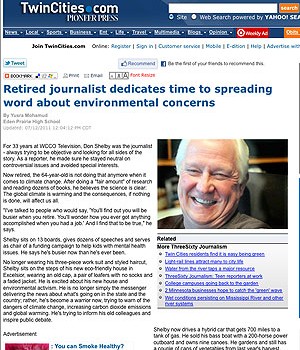 TwinCities.com
PIONEER PRESS
Site
Web Search powered by YAHOO! SEARCH
News
Local
Sports
Business
Entertainment
Life
Travel
Health
Opinion
Weekly Ad
Join TwinCities.com
Online: Register | Sign In | Customer service | Mobile | E-Edition
Recommend
Print
Email
Font Resize
Retired journalist dedicates time to spreading
word about environmental concerns
By Yusra Mohamud
Eden Prairie High School
Updated: 07/12/2011 12:04:12 PM CDT
For 33 years at WCCO Television, Don Shelby was the journalist
- always trying to be objective and looking for all sides of the
story. As a reporter, he made sure he stayed neutral on
controversial issues and avoided special interests.
Now retired, the 64-year-old is not doing that anymore when it
comes to climate change. After doing a "fair amount" of research
and reading dozens of books, he believes the science is clear:
The global climate is warming and the consequences, if nothing
is done, will affect us all.
"I've talked to people who would say, 'You'll find out you will be
busier when you retire. You'll wonder how you ever got anything
accomplished when you had a job.' And I find that to be true," he
says.
Shelby sits on 13 boards, gives dozens of speeches and serves
as chair of a funding campaign to help kids with mental health
issues. He says he's busier now than he's ever been.
No longer wearing his three-piece work suit and styled haircut,
Shelby sits on the steps of his new eco-friendly house in
Excelsior, wearing an old cap, a pair of loafers with no socks and
a faded jacket. He is excited about his new house and
environmental activism. He is no longer simply the messenger
delivering the news about what's going on in the state and the
country; rather, he's become a warrior now, trying to warn of the
dangers of climate change, increasing carbon dioxide emissions
and global warming. He's trying to inform his old colleagues and
inspire public debate.
Advertisement
: You can Smoke Healthy?
Related
More ThreeSixty Journalism
Twin Cities residents find it is easy being green
Light-rail lines attract many to city life
Water from the river taps a major resource
ThreeSixty Journalism: Teen reporters at work
College campuses going back to the garden
2 Minnesota businesses hope to catch the "green" wave
Wet conditions persisting on Mississippi River and other
river systems
Shelby now drives a hybrid car that goes 700 miles to a
tank of gas. He sold his bass boat with a 200-horse power
outboard and owns nine canoes. He gardens and still has
a couple of cans of vegetables from last year's harvest